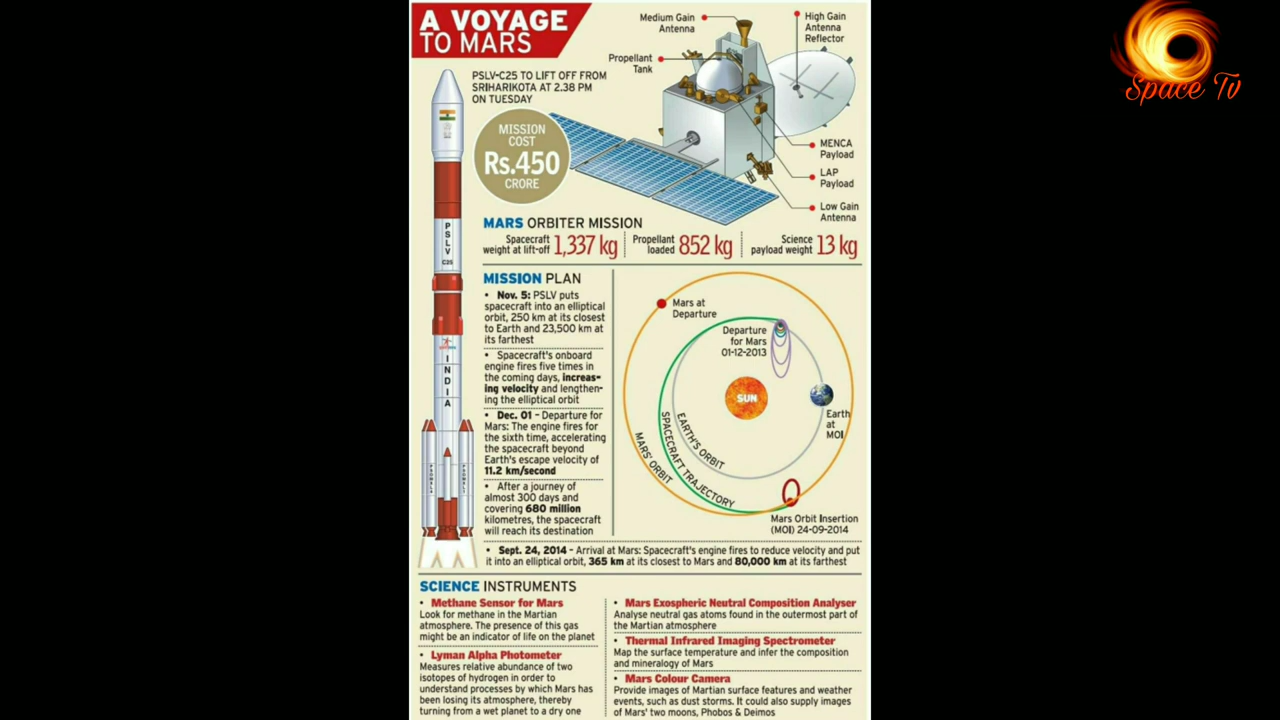 A VOYAGE
TO MARS
PSLV-C25 TO LIFT OFF FROM
SRIHARIKOTA AT 2.38 PM
ON TUESDAY
MISSION
COST
Rs.450
CRORE
Medium Gain
Antenna
High Gain
Antenna
Reflector
Propellant
Tank
MENCA
Payload
LAP
Payload
Low Gain
Antenna
Space Tv
PSLV
C25
INDIA
MARS ORBITER MISSION
Spacecraft
weight at lift-off 1,337 kg
Propellant
loaded 852 kg
Science
payload weight 13 kg
MISSION PLAN
• Nov. 5: PSLV puts
spacecraft into an elliptical
orbit, 250 km at its closest
to Earth and 23,500 km at
its farthest
• Spacecraft's onboard
engine fires five times in
the coming days, increas-
ing velocity and lengthen-
ing the elliptical orbit
• Dec. 01 – Departure for
Mars: The engine fires for
the sixth time, accelerating
the spacecraft beyond
Earth's escape velocity of
11.2 km/second
• After a journey of
almost 300 days and
covering 680 million
kilometres, the spacecraft
will reach its destination
Mars at
Departure
Departure
for Mars
01-12-2013
SUN
Earth
at
MOI
EARTH'S ORBIT
SPACECRAFT TRAJECTORY
MARS' ORBIT
Mars Orbit Insertion
(MOI) 24-09-2014
• Sept. 24, 2014 – Arrival at Mars: Spacecraft's engine fires to reduce velocity and put
it into an elliptical orbit, 365 km at its closest to Mars and 80,000 km at its farthest
SCIENCE INSTRUMENTS
• Methane Sensor for Mars
Look for methane in the Martian
atmosphere. The presence of this gas
might be an indicator of life on the planet
• Lyman Alpha Photometer
Measures relative abundance of two
isotopes of hydrogen in order to
understand processes by which Mars has
been losing its atmosphere, thereby
turning from a wet planet to a dry one
• Mars Exospheric Neutral Composition Analyser
Analyse neutral gas atoms found in the outermost part of
the Martian atmosphere
• Thermal Infrared Imaging Spectrometer
Map the surface temperature and infer the composition
and mineralogy of Mars
• Mars Colour Camera
Provide images of Martian surface features and weather
events, such as dust storms. It could also supply images
of Mars' two moons, Phobos & Deimos